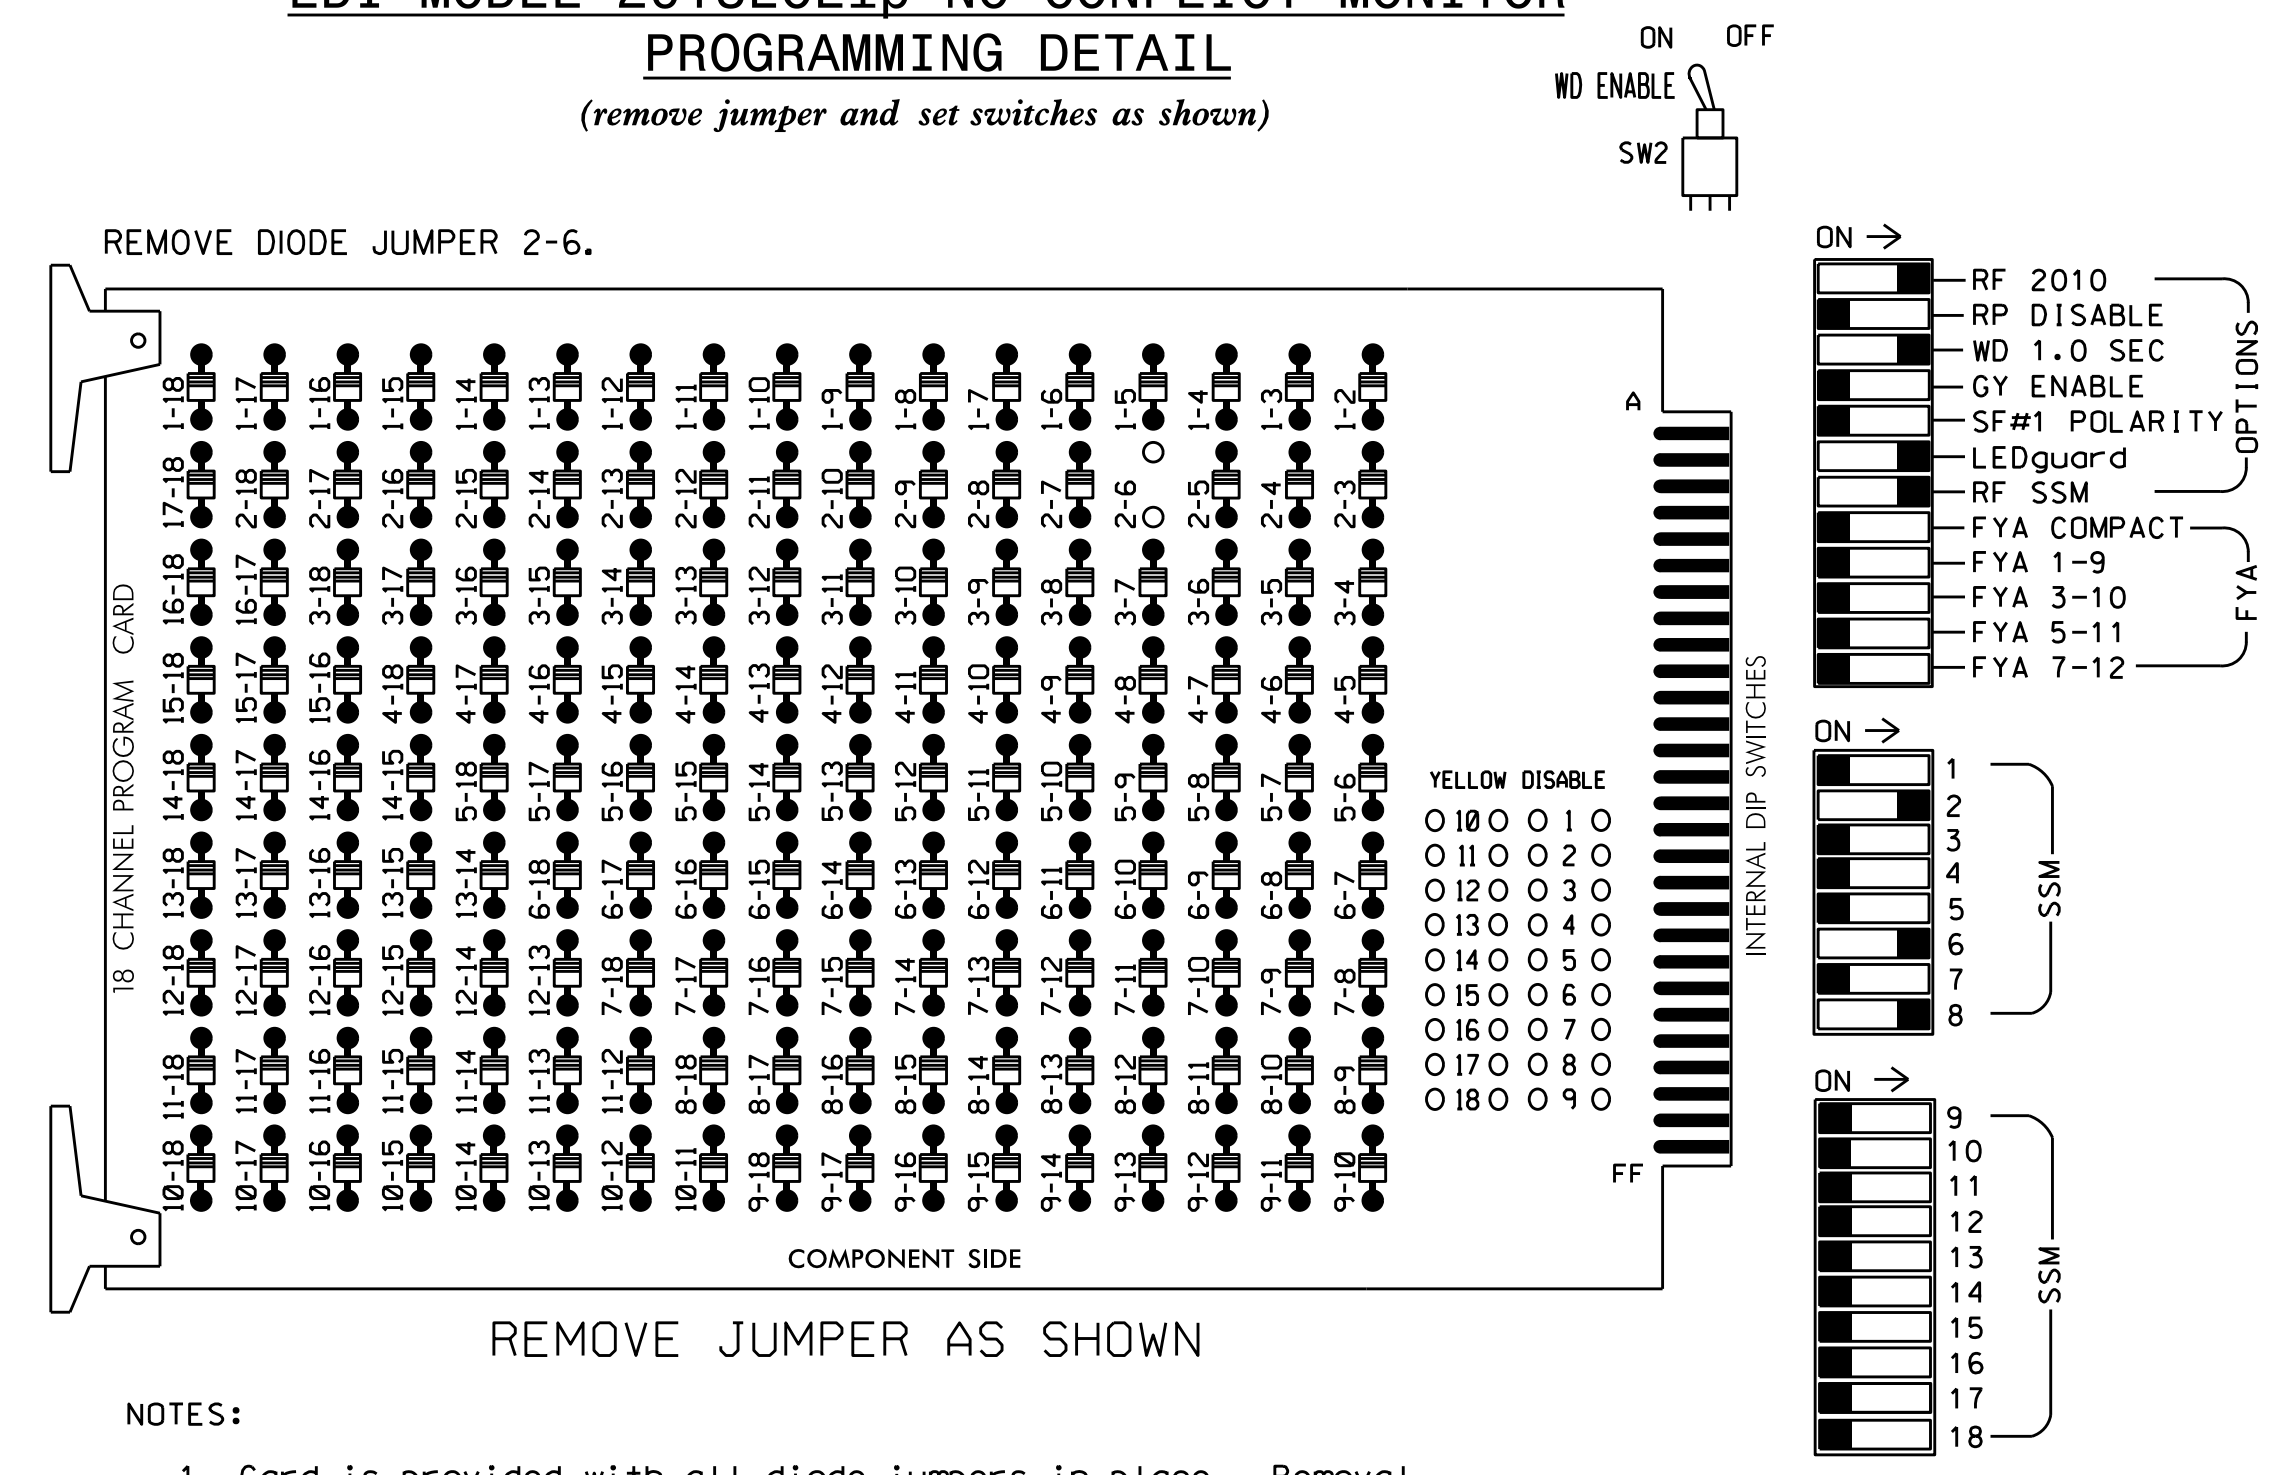 PROGRAMMING DETAIL
(remove jumper and set switches as shown)
ON OFF
WD ENABLE
SW2
REMOVE DIODE JUMPER 2-6.
1-18 1-17 1-16 1-15 1-14 1-13 1-12 1-11 1-10 1-9 1-8 1-7 1-6 1-5 1-4 1-3 1-2
17-18 2-18 2-17 2-16 2-15 2-14 2-13 2-12 2-11 2-10 2-9 2-8 2-7 2-6 2-5 2-4 2-3
16-18 16-17 3-18 3-17 3-16 3-15 3-14 3-13 3-12 3-11 3-10 3-9 3-8 3-7 3-6 3-5 3-4
15-18 15-17 15-16 4-18 4-17 4-16 4-15 4-14 4-13 4-12 4-11 4-10 4-9 4-8 4-7 4-6 4-5
14-18 14-17 14-16 14-15 5-18 5-17 5-16 5-15 5-14 5-13 5-12 5-11 5-10 5-9 5-8 5-7 5-6
13-18 13-17 13-16 13-15 13-14 6-18 6-17 6-16 6-15 6-14 6-13 6-12 6-11 6-10 6-9 6-8 6-7
12-18 12-17 12-16 12-15 12-14 12-13 7-18 7-17 7-16 7-15 7-14 7-13 7-12 7-11 7-10 7-9 7-8
11-18 11-17 11-16 11-15 11-14 11-13 11-12 8-18 8-17 8-16 8-15 8-14 8-13 8-12 8-11 8-10 8-9
10-18 10-17 10-16 10-15 10-14 10-13 10-12 10-11 9-18 9-17 9-16 9-15 9-14 9-13 9-12 9-11 9-10
18 CHANNEL PROGRAM CARD
COMPONENT SIDE
A
YELLOW DISABLE
10 1
11 2
12 3
13 4
14 5
15 6
16 7
17 8
18 9
FF
INTERNAL DIP SWITCHES
ON
RF 2010
RP DISABLE
WD 1.0 SEC
GY ENABLE
SF#1 POLARITY
LEDguard
RF SSM
OPTIONS
FYA COMPACT
FYA 1-9
FYA 3-10
FYA 5-11
FYA 7-12
FYA
ON
1
2
3
4
5
6
7
8
SSM
ON
9
10
11
12
13
14
15
16
17
18
SSM
REMOVE JUMPER AS SHOWN
NOTES: